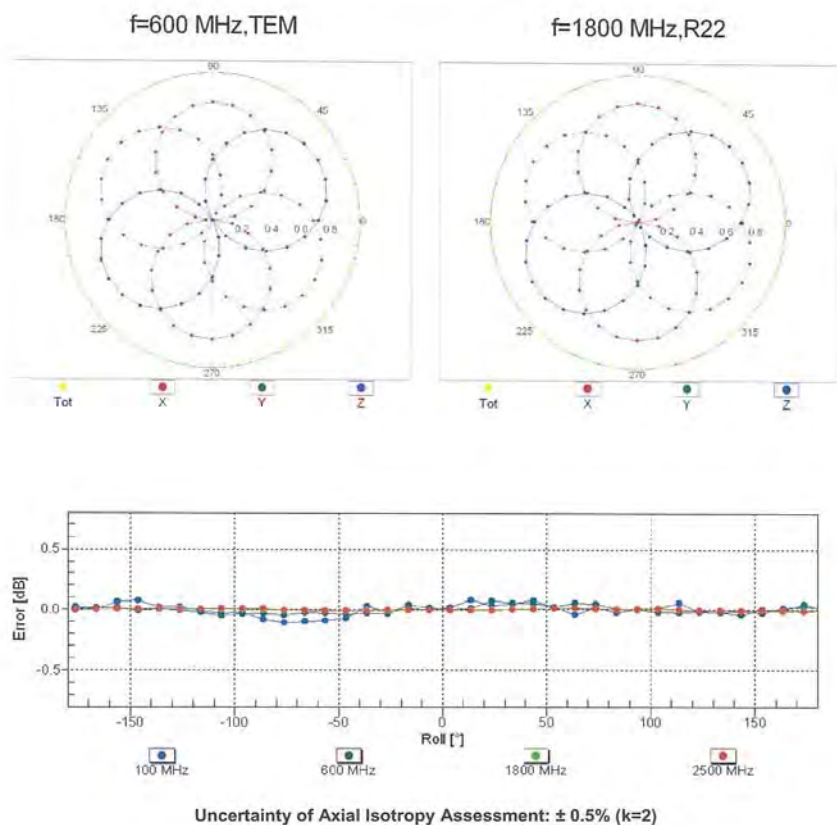 f=600 MHz,TEM
f=1800 MHz,R22
90
135
45
180
0.2 0.4 0.6 0.8
0
225
315
270
Tot
X
Y
Z
90
135
45
180
0.2 0.4 0.6 0.8
0
225
315
270
Tot
X
Y
Z
Error [dB]
0.5
0.0
-0.5
-150
-100
-50
0
50
100
150
Roll [°]
100 MHz
600 MHz
1800 MHz
2500 MHz
Uncertainty of Axial Isotropy Assessment: ± 0.5% (k=2)